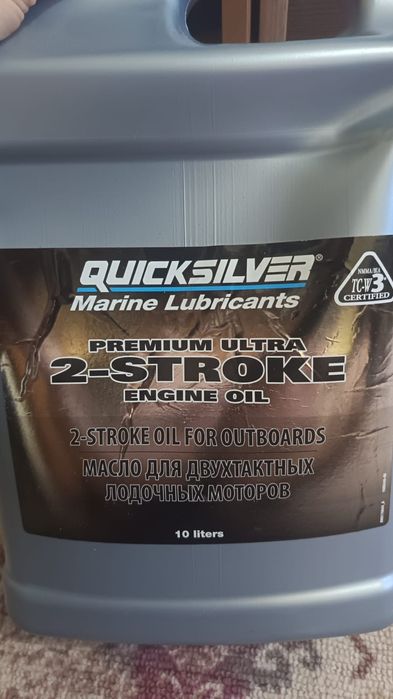 QUICKSILVER®
Marine Lubricants
NMMA/BIA
TC-W3
CERTIFIED
PREMIUM ULTRA
2-STROKE
ENGINE OIL
2-STROKE OIL FOR OUTBOARDS
МАСЛО ДЛЯ ДВУХТАКТНЫХ
ЛОДОЧНЫХ МОТОРОВ
10 liters